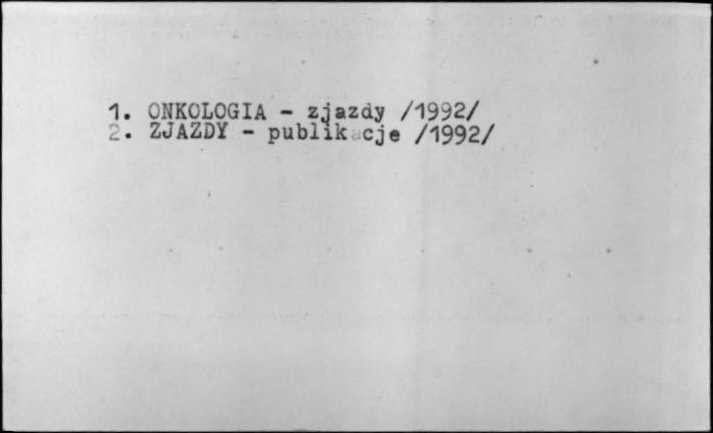 1. ONKOLOGIA - zjazdy /1992/
2. ZJAZDY - publikacje /1992/